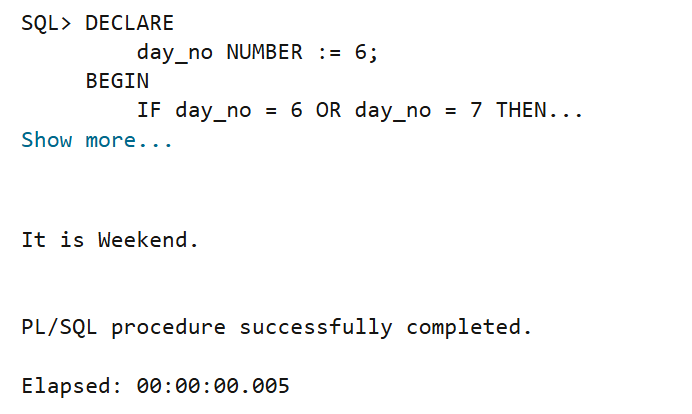 SQL> DECLARE
         day_no NUMBER := 6;
     BEGIN
         IF day_no = 6 OR day_no = 7 THEN...
Show more...
It is Weekend.
PL/SQL procedure successfully completed.
Elapsed: 00:00:00.005